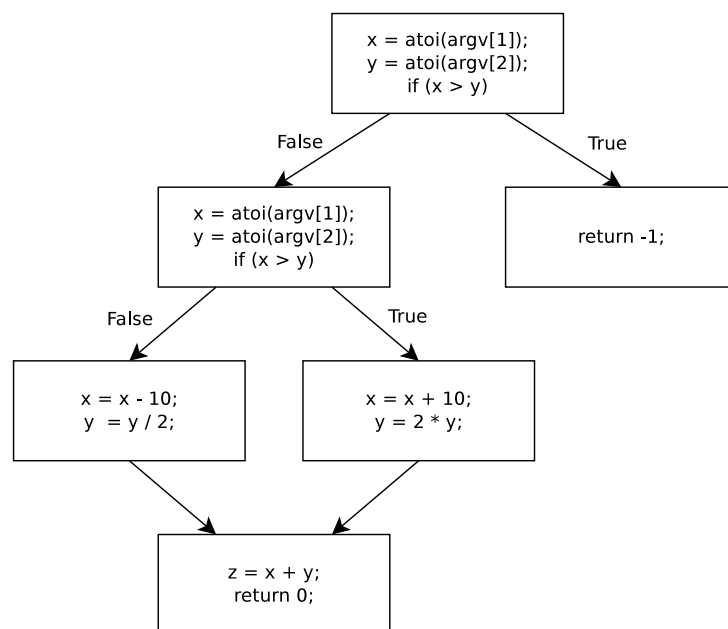 x = atoi(argv[1]);
y = atoi(argv[2]);
if (x > y)
False
True
x = atoi(argv[1]);
y = atoi(argv[2]);
if (x > y)
return -1;
False
True
x = x - 10;
y  = y / 2;
x = x + 10;
y = 2 * y;
z = x + y;
return 0;